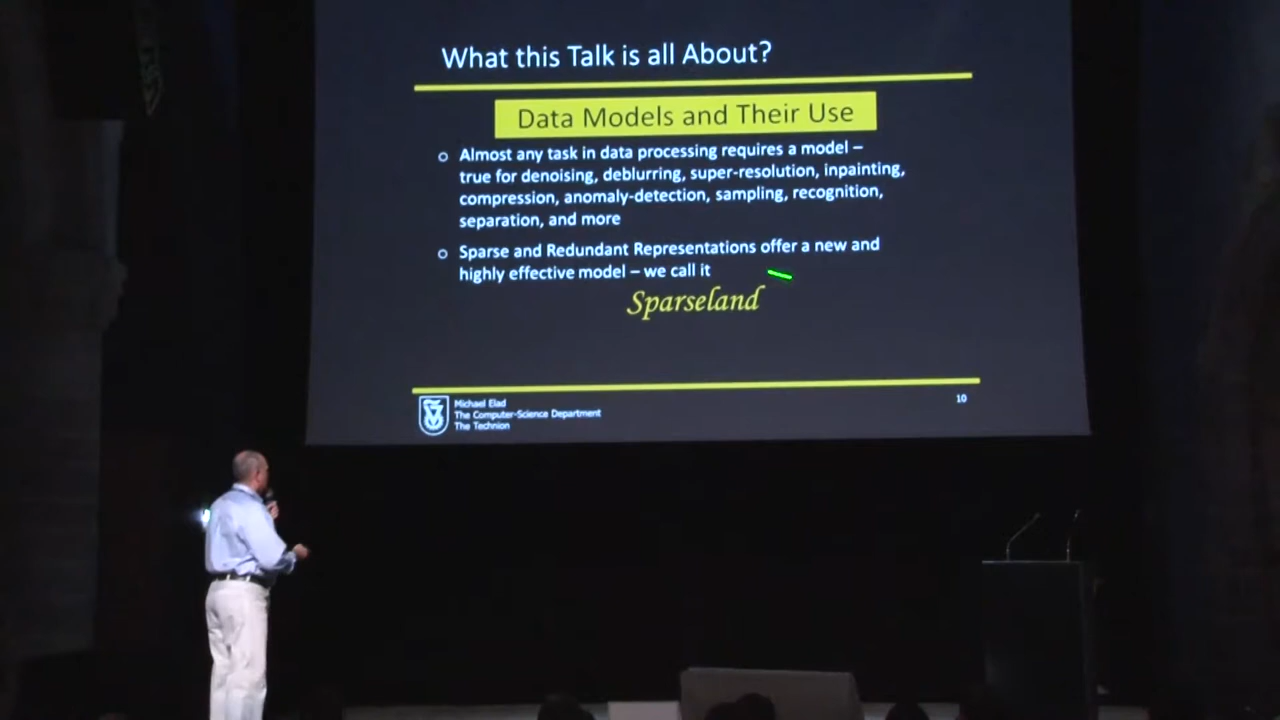 What this Talk is all About?
Data Models and Their Use
Almost any task in data processing requires a model –
true for denoising, deblurring, super-resolution, inpainting,
compression, anomaly-detection, sampling, recognition,
separation, and more
Sparse and Redundant Representations offer a new and
highly effective model – we call it
Sparseland
Michael Elad
The Computer-Science Department
The Technion
10